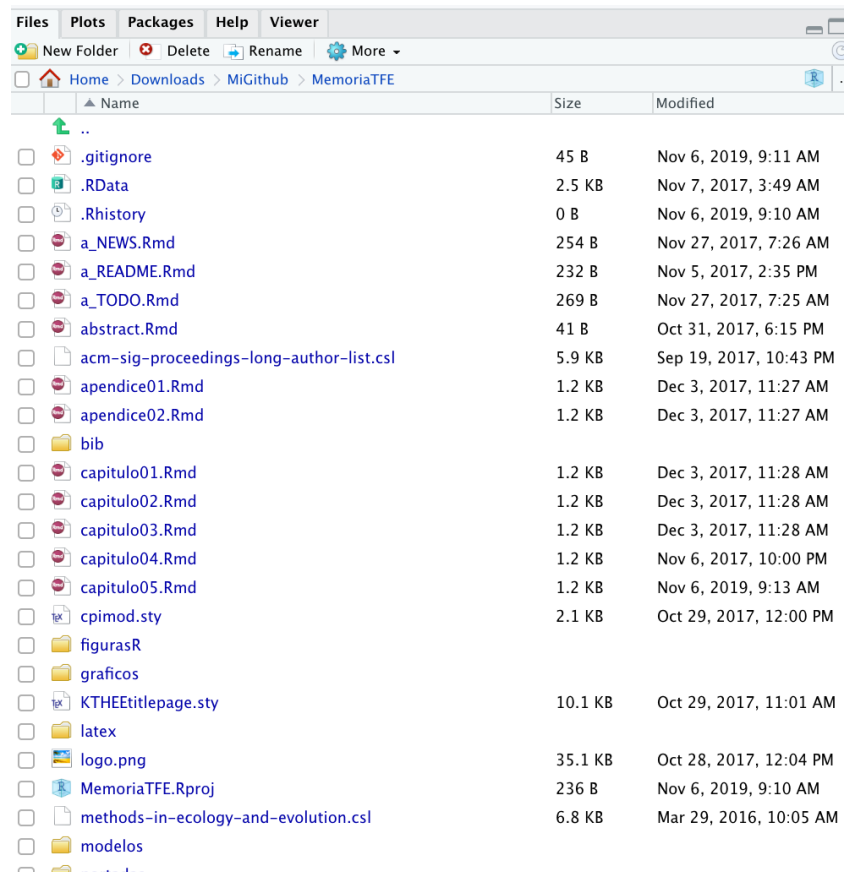 Files Plots Packages Help Viewer
New Folder Delete Rename More
Home > Downloads > MiGithub > MemoriaTFE
Name Size Modified
..
.gitignore 45 B Nov 6, 2019, 9:11 AM
.RData 2.5 KB Nov 7, 2017, 3:49 AM
.Rhistory 0 B Nov 6, 2019, 9:10 AM
a_NEWS.Rmd 254 B Nov 27, 2017, 7:26 AM
a_README.Rmd 232 B Nov 5, 2017, 2:35 PM
a_TODO.Rmd 269 B Nov 27, 2017, 7:25 AM
abstract.Rmd 41 B Oct 31, 2017, 6:15 PM
acm-sig-proceedings-long-author-list.csl 5.9 KB Sep 19, 2017, 10:43 PM
apendice01.Rmd 1.2 KB Dec 3, 2017, 11:27 AM
apendice02.Rmd 1.2 KB Dec 3, 2017, 11:27 AM
bib
capitulo01.Rmd 1.2 KB Dec 3, 2017, 11:28 AM
capitulo02.Rmd 1.2 KB Dec 3, 2017, 11:28 AM
capitulo03.Rmd 1.2 KB Dec 3, 2017, 11:28 AM
capitulo04.Rmd 1.2 KB Nov 6, 2017, 10:00 PM
capitulo05.Rmd 1.2 KB Nov 6, 2019, 9:13 AM
cpimod.sty 2.1 KB Oct 29, 2017, 12:00 PM
figurasR
graficos
KTHEEtitlepage.sty 10.1 KB Oct 29, 2017, 11:01 AM
latex
logo.png 35.1 KB Oct 28, 2017, 12:04 PM
MemoriaTFE.Rproj 236 B Nov 6, 2019, 9:10 AM
methods-in-ecology-and-evolution.csl 6.8 KB Mar 29, 2016, 10:05 AM
modelos